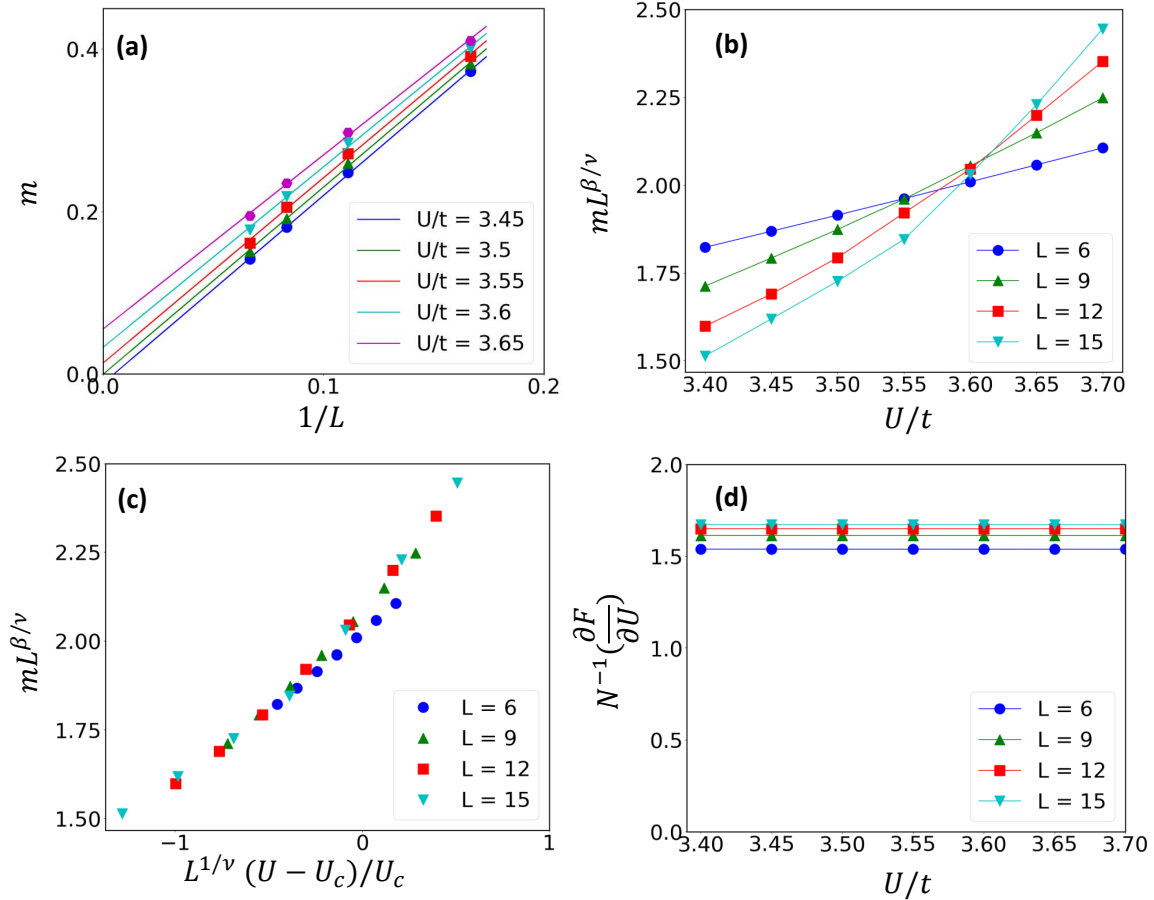 (a)
0.4
0.2
0.0
m
U/t = 3.45
U/t = 3.5
U/t = 3.55
U/t = 3.6
U/t = 3.65
0.0 0.1 0.2
1/L
(b)
2.50
2.25
2.00
1.75
1.50
mL^{β/ν}
L = 6
L = 9
L = 12
L = 15
3.40 3.45 3.50 3.55 3.60 3.65 3.70
U/t
(c)
2.50
2.25
2.00
1.75
1.50
mL^{β/ν}
L = 6
L = 9
L = 12
L = 15
−1 0 1
L^{1/ν} (U − U_c)/U_c
(d)
2.0
1.5
1.0
0.5
0.0
N^{−1}(∂F/∂U)
L = 6
L = 9
L = 12
L = 15
3.40 3.45 3.50 3.55 3.60 3.65 3.70
U/t